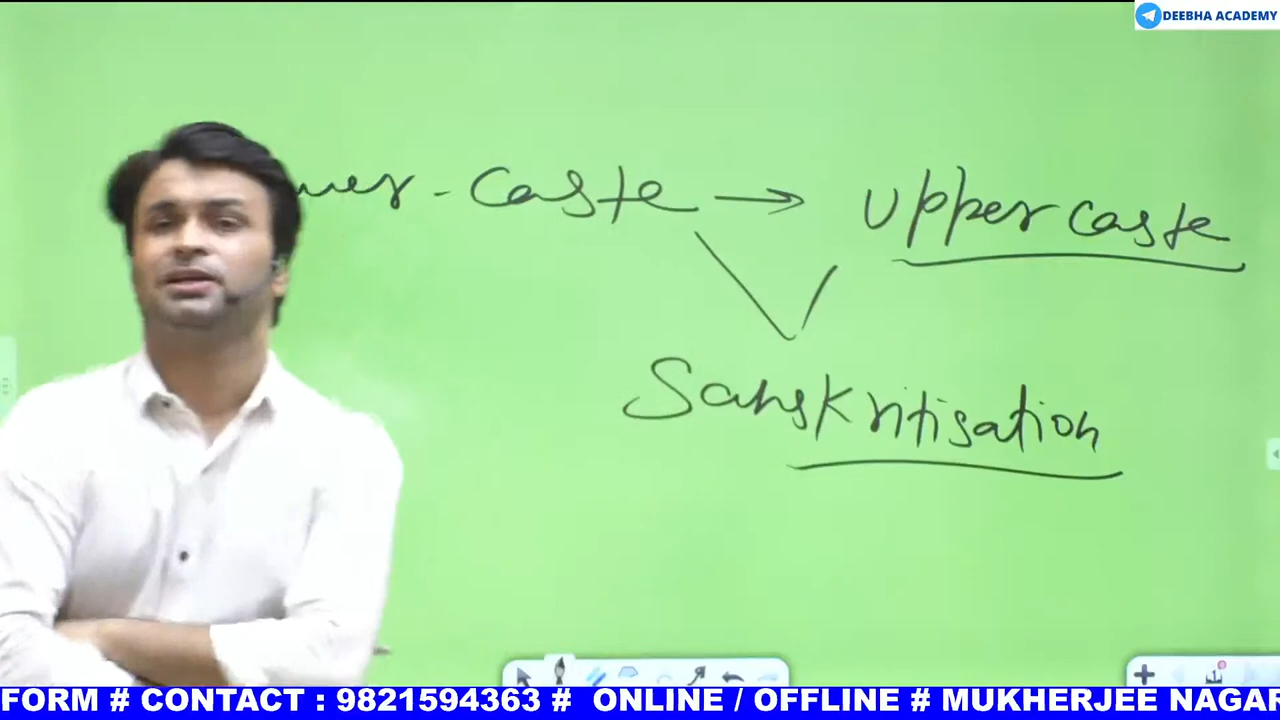 DEEBHA ACADEMY
-caste → Upper caste
Sanskritisation
FORM # CONTACT : 9821594363 # ONLINE / OFFLINE # MUKHERJEE NAGAR